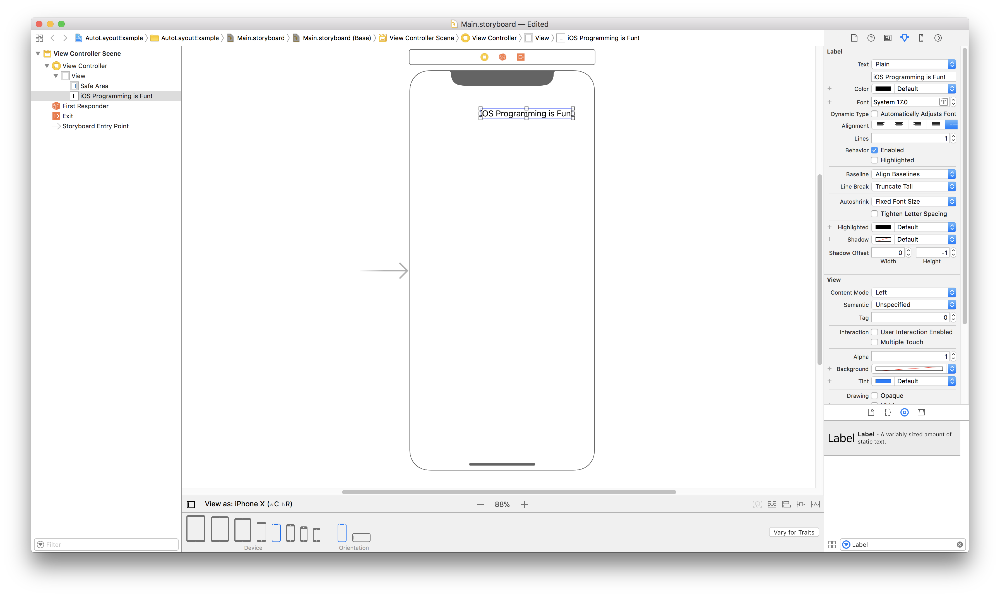 Main.storyboard — Edited
AutoLayoutExample AutoLayoutExample Main.storyboard Main.storyboard (Base) View Controller Scene View Controller View L iOS Programming is Fun!
View Controller Scene
View Controller
View
Safe Area
L iOS Programming is Fun!
First Responder
Exit
Storyboard Entry Point
Filter
iOS Programming is Fun!
View as: iPhone X (wC hR)
88%
Device
Orientation
Vary for Traits
Label
Text Plain
iOS Programming is Fun!
Color Default
Font System 17.0 T
Dynamic Type Automatically Adjusts Font
Alignment
Lines 1
Behavior Enabled
Highlighted
Baseline Align Baselines
Line Break Truncate Tail
Autoshrink Fixed Font Size
Tighten Letter Spacing
Highlighted Default
Shadow Default
Shadow Offset 0 -1
Width Height
View
Content Mode Left
Semantic Unspecified
Tag 0
Interaction User Interaction Enabled
Multiple Touch
Alpha 1
Background
Tint Default
Drawing Opaque
Label Label - A variably sized amount of
static text.
Label